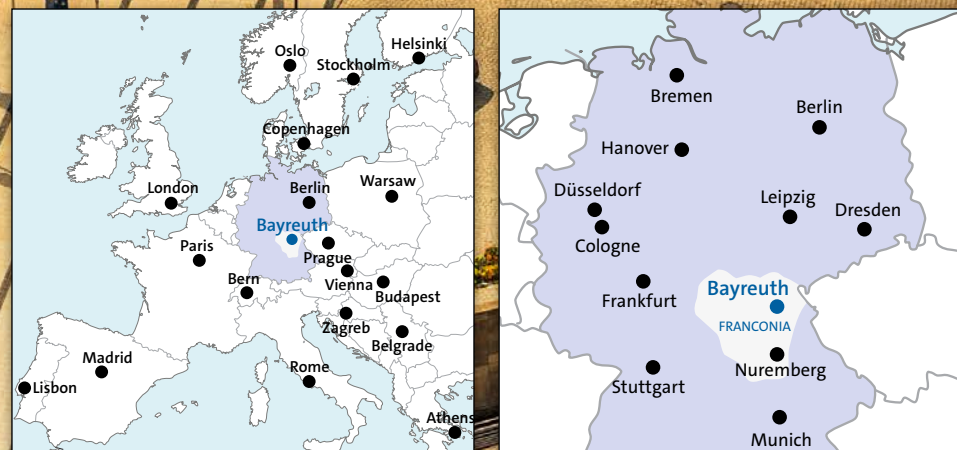 Oslo
Helsinki
Stockholm
Copenhagen
London
Berlin
Warsaw
Bayreuth
Paris
Prague
Bern
Vienna
Budapest
Zagreb
Belgrade
Madrid
Rome
Lisbon
Athens
Bremen
Berlin
Hanover
Düsseldorf
Leipzig
Dresden
Cologne
Bayreuth
Frankfurt
FRANCONIA
Nuremberg
Stuttgart
Munich